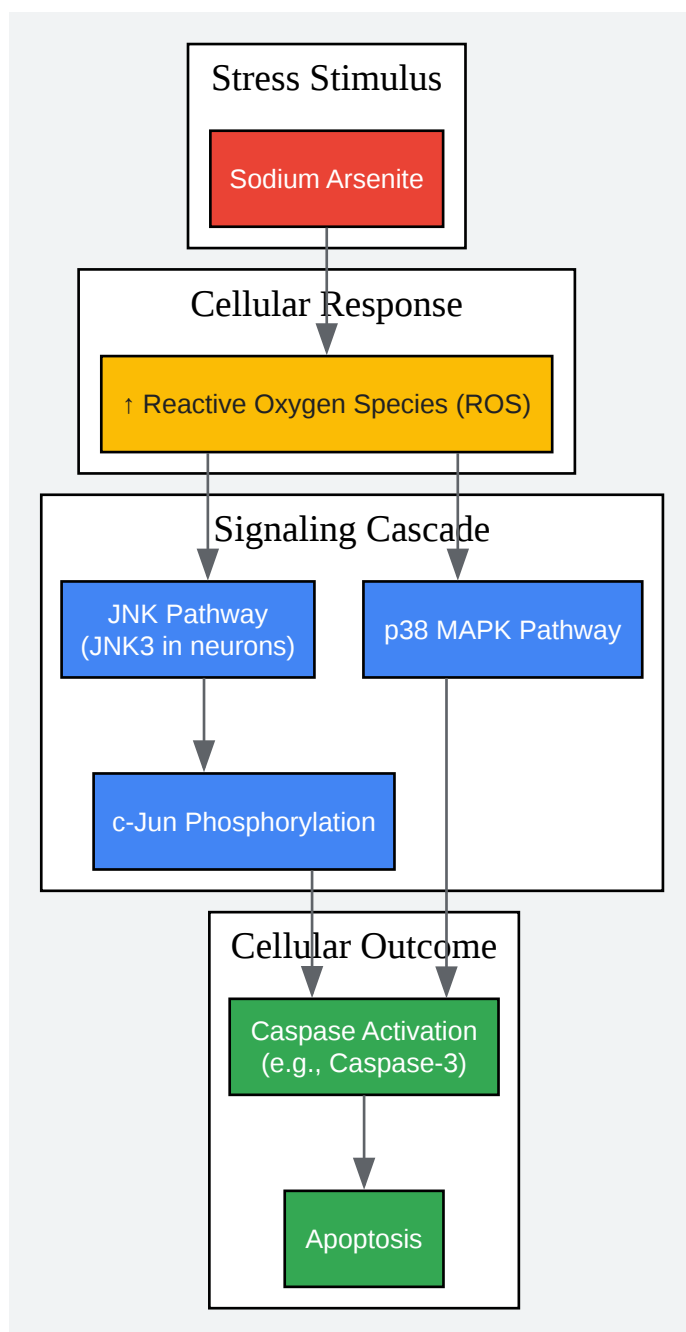 Stress Stimulus
Sodium Arsenite
Cellular Response
↑ Reactive Oxygen Species (ROS)
Signaling Cascade
JNK Pathway
(JNK3 in neurons)
p38 MAPK Pathway
c-Jun Phosphorylation
Cellular Outcome
Caspase Activation
(e.g., Caspase-3)
Apoptosis